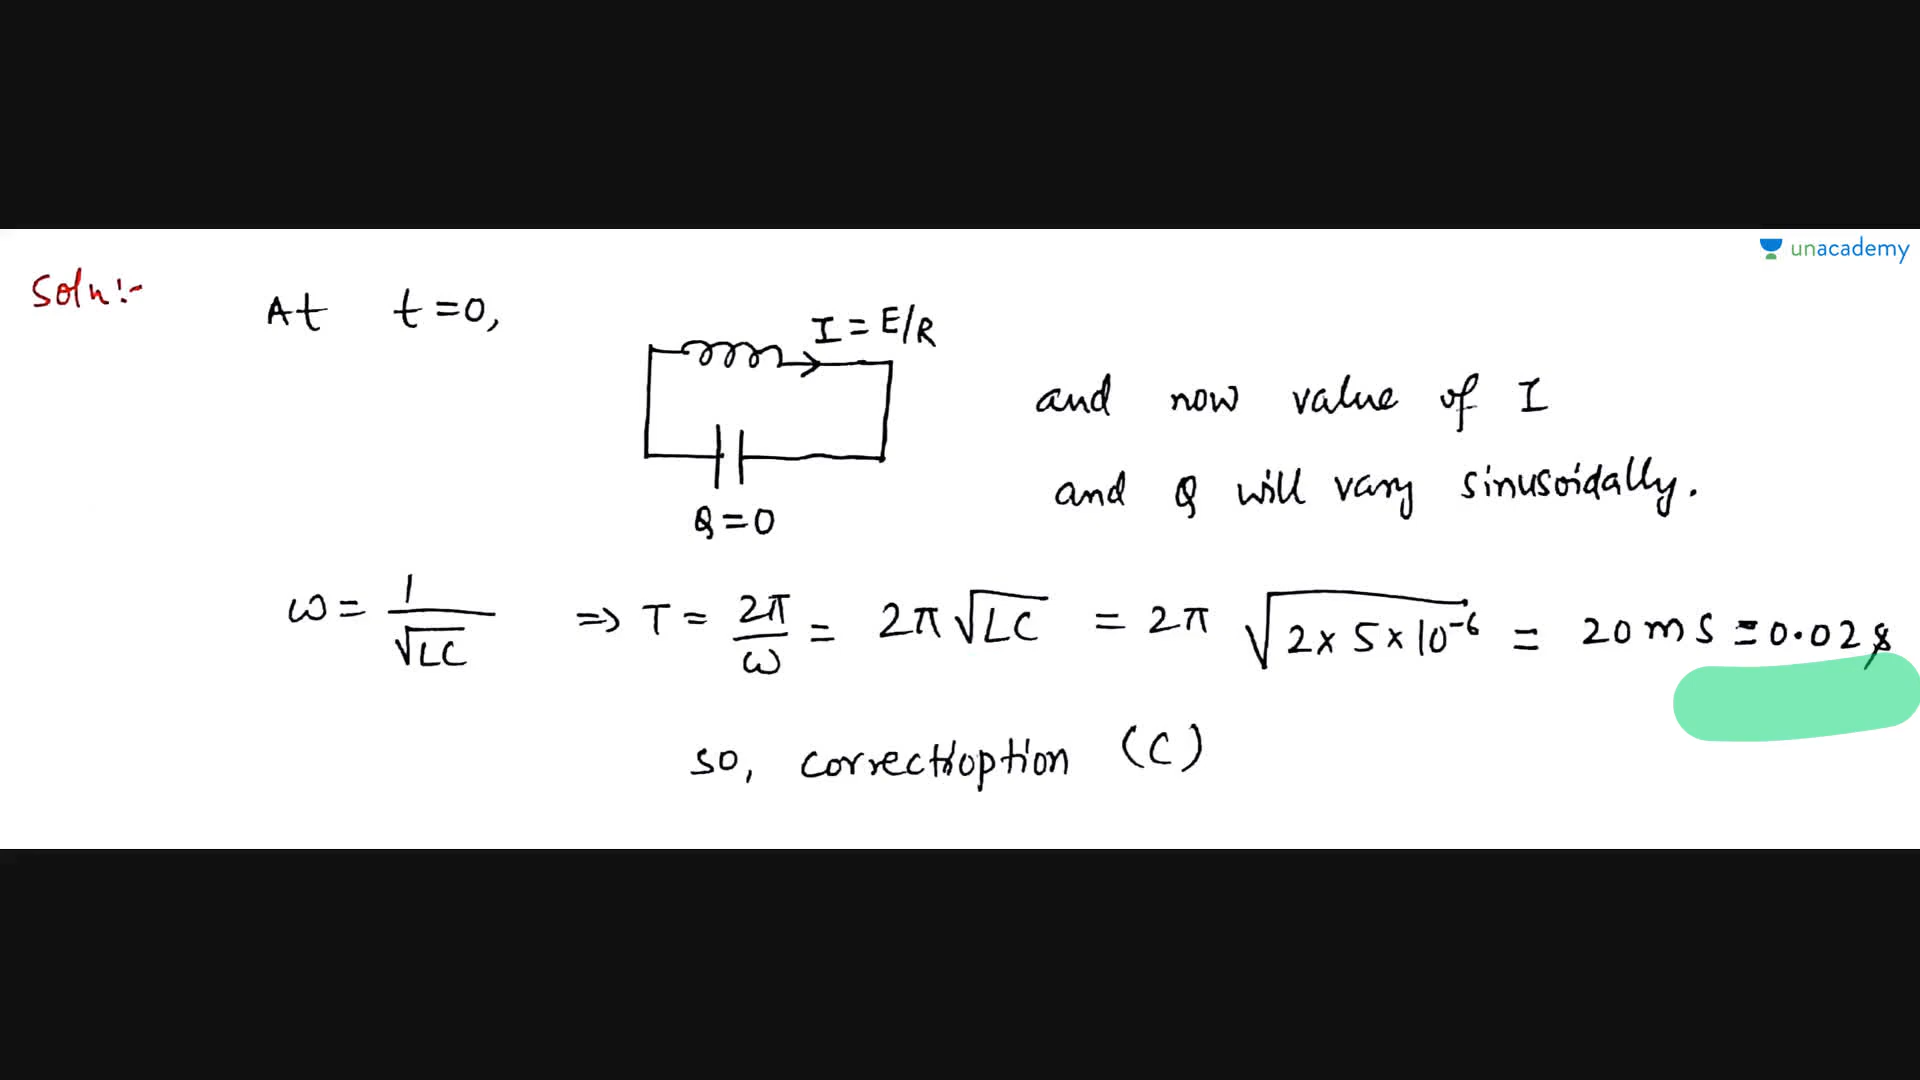 unacademy
Soln:-
At t=0,
I = E/R
and now value of I
and Q will vary sinusoidally.
Q=0
ω = 1/√LC ⇒ T = 2π/ω = 2π√LC = 2π √2×5×10⁻⁶ = 20 ms = 0.02s
so, correct option (C)